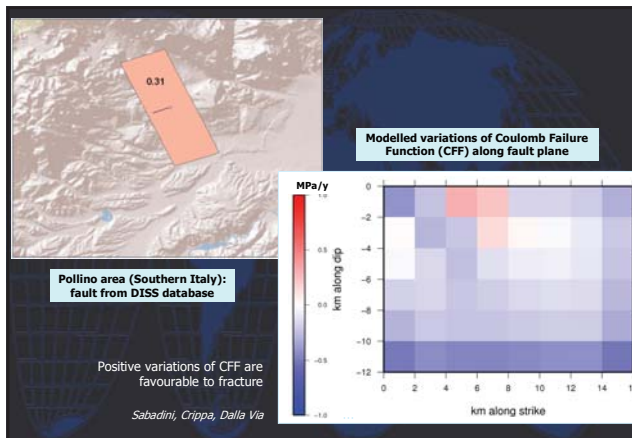 0.31
Modelled variations of Coulomb Failure
Function (CFF) along fault plane
Pollino area (Southern Italy):
fault from DISS database
Positive variations of CFF are
favourable to fracture
Sabadini, Crippa, Dalla Via
MPa/y
1.0
0.5
0.0
−0.5
−1.0
km along dip
0
−2
−4
−6
−8
−10
−12
0 2 4 6 8 10 12 14
km along strike